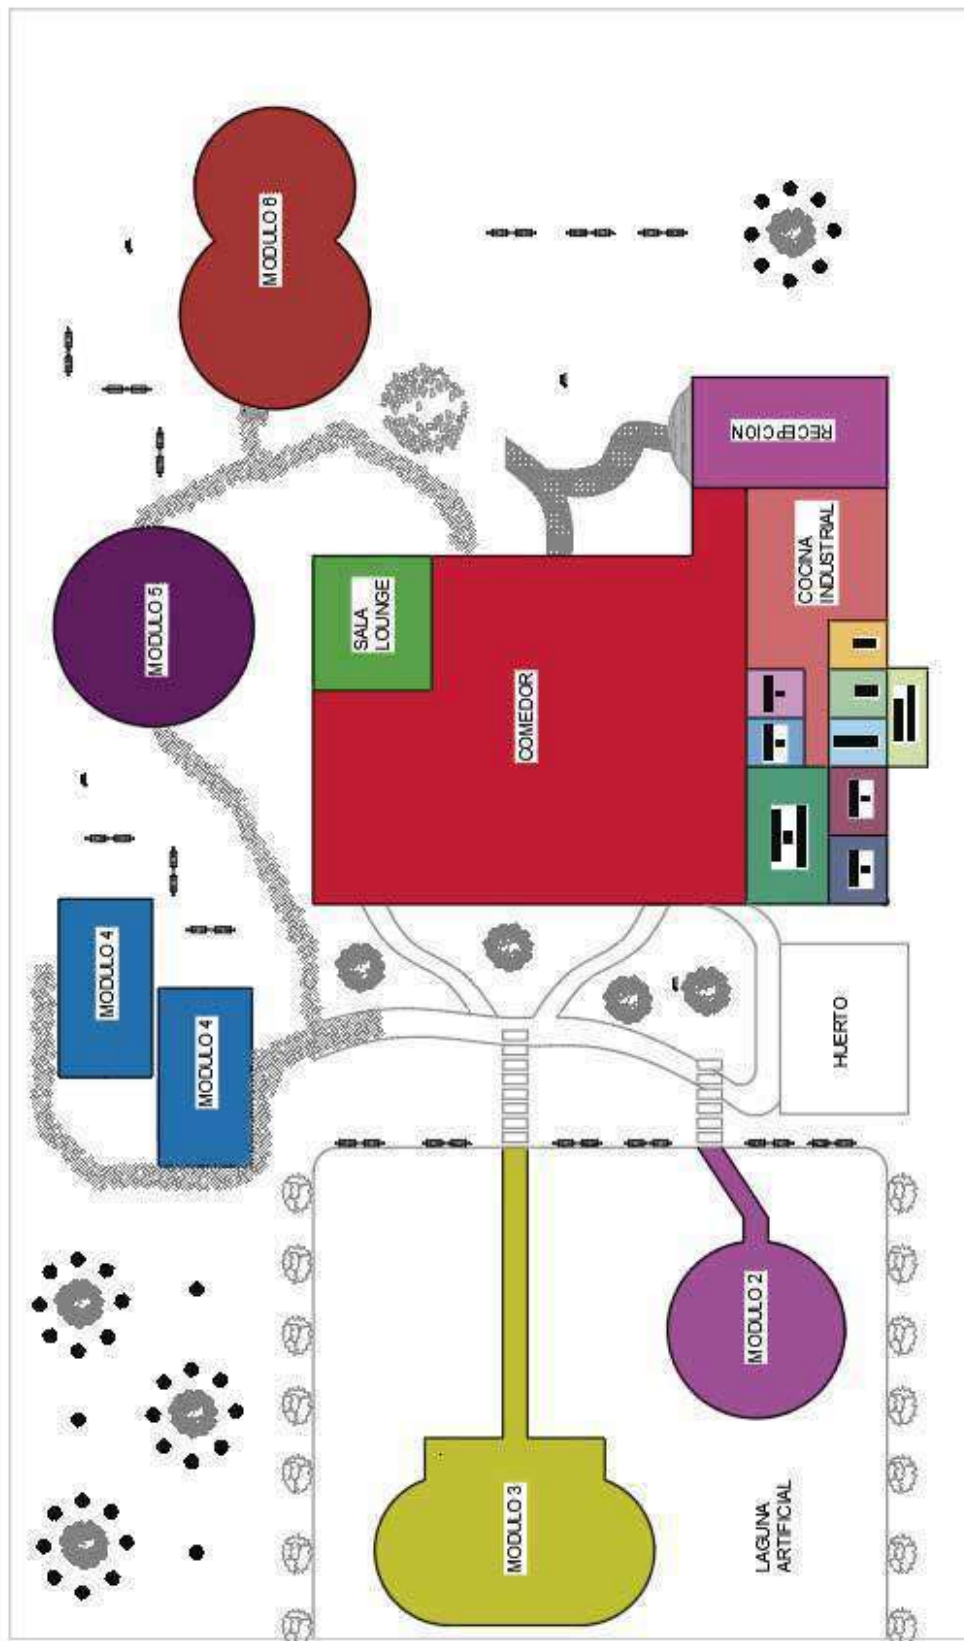 MODULO 6
RECEPCION
COCINA
INDUSTRIAL
MODULO 5
SALA
LOUNGE
COMEDOR
MODULO 4
MODULO 4
HUERTO
MODULO 2
MODULO 3
LAGUNA
ARTIFICIAL